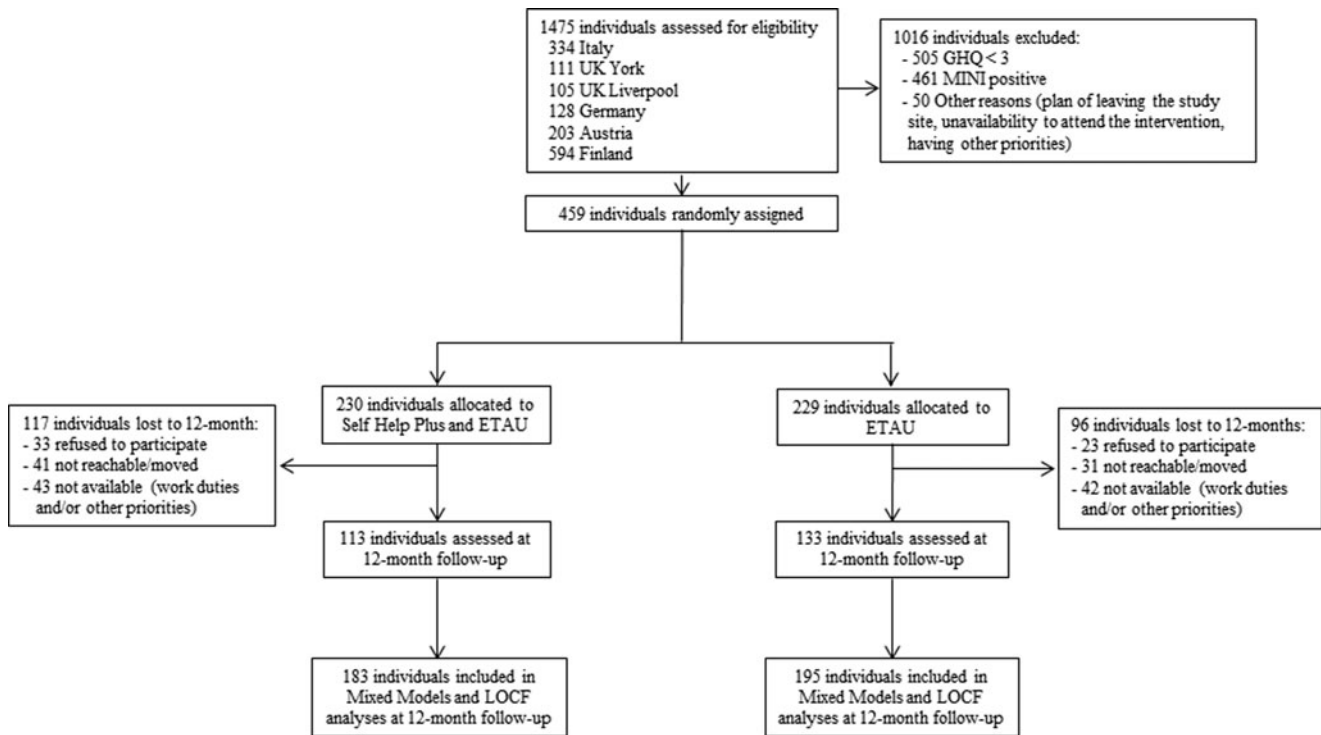 1475 individuals assessed for eligibility
334 Italy
111 UK York
105 UK Liverpool
128 Germany
203 Austria
594 Finland
1016 individuals excluded:
- 505 GHQ < 3
- 461 MINI positive
- 50 Other reasons (plan of leaving the study
site, unavailability to attend the intervention,
having other priorities)
459 individuals randomly assigned
230 individuals allocated to
Self Help Plus and ETAU
229 individuals allocated to
ETAU
117 individuals lost to 12-month:
- 33 refused to participate
- 41 not reachable/moved
- 43 not available (work duties
and/or other priorities)
96 individuals lost to 12-months:
- 23 refused to participate
- 31 not reachable/moved
- 42 not available (work duties
and/or other priorities)
113 individuals assessed at
12-month follow-up
133 individuals assessed at
12-month follow-up
183 individuals included in
Mixed Models and LOCF
analyses at 12-month follow-up
195 individuals included in
Mixed Models and LOCF
analyses at 12-month follow-up